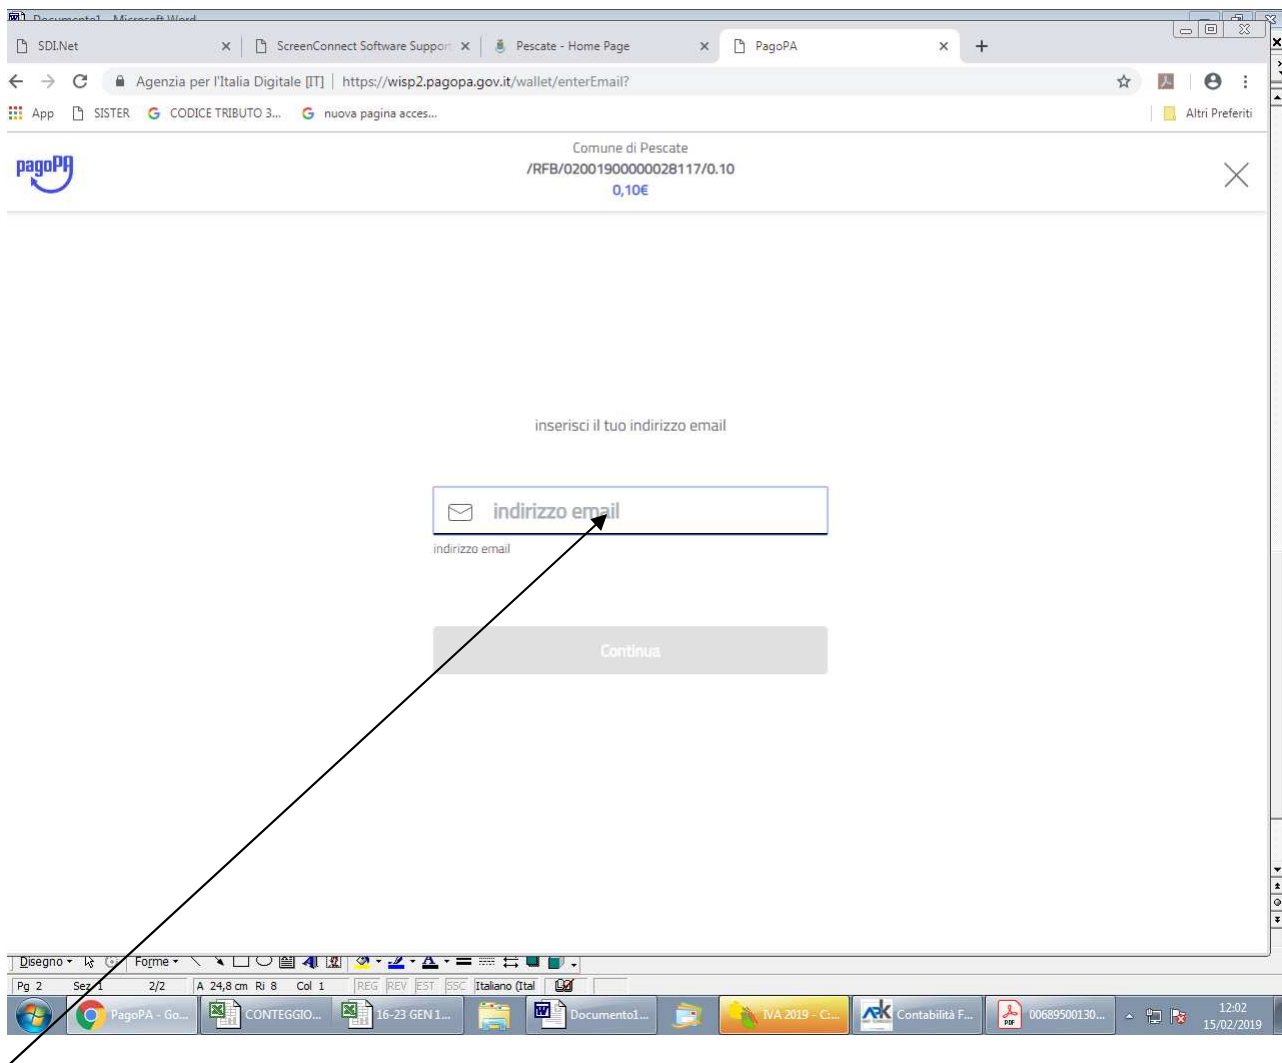 Documento1 - Microsoft Word
SDI.Net
ScreenConnect Software Support
Pescate - Home Page
PagoPA
Agenzia per l'Italia Digitale [IT] | https://wisp2.pagopa.gov.it/wallet/enterEmail?
App SISTER CODICE TRIBUTO 3... nuova pagina acces... Altri Preferiti
pagoPA
Comune di Pescate
/RFB/02001900000028117/0.10
0,10€
inserisci il tuo indirizzo email
indirizzo email
indirizzo email
Continua
Disegno Forme
Pg 2 Sez 1 2/2 A 24,8 cm Ri 8 Col 1 REG REV EST SSC Italiano (Ital
PagoPA - Go... CONTEGGIO... 16-23 GEN 1... Documento1... IVA 2019 - C:... ARK Contabilità F... PDF 00689500130... 12:02
15/02/2019